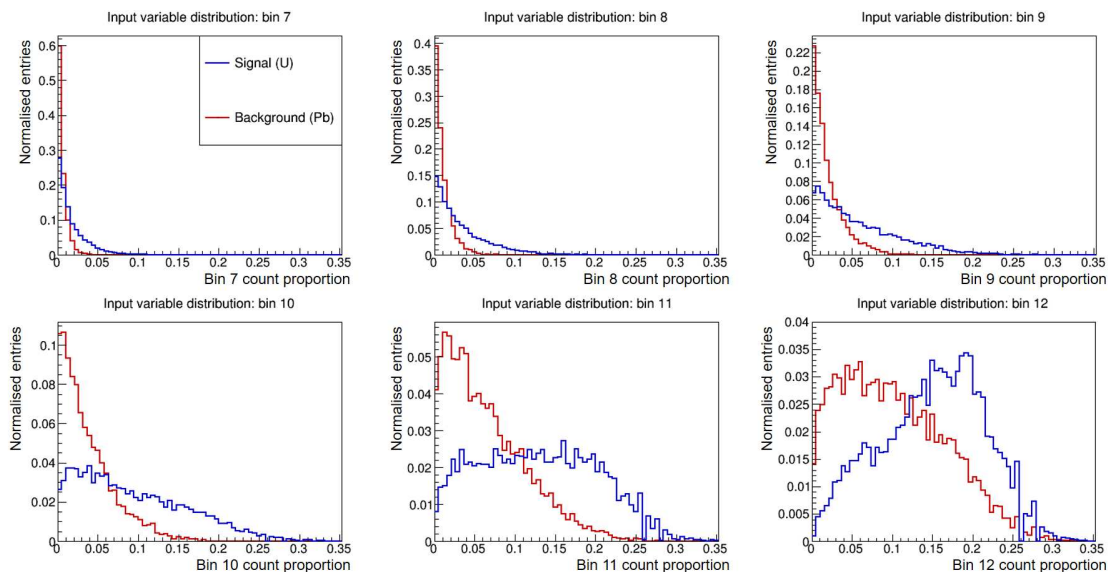 Input variable distribution: bin 7
Normalised entries
0.6
0.5
0.4
0.3
0.2
0.1
0
Signal (U)
Background (Pb)
0 0.05 0.1 0.15 0.2 0.25 0.3 0.35
Bin 7 count proportion
Input variable distribution: bin 8
Normalised entries
0.4
0.35
0.3
0.25
0.2
0.15
0.1
0.05
0
0 0.05 0.1 0.15 0.2 0.25 0.3 0.35
Bin 8 count proportion
Input variable distribution: bin 9
Normalised entries
0.22
0.2
0.18
0.16
0.14
0.12
0.1
0.08
0.06
0.04
0.02
0
0 0.05 0.1 0.15 0.2 0.25 0.3 0.35
Bin 9 count proportion
Input variable distribution: bin 10
Normalised entries
0.1
0.08
0.06
0.04
0.02
0
0 0.05 0.1 0.15 0.2 0.25 0.3 0.35
Bin 10 count proportion
Input variable distribution: bin 11
Normalised entries
0.05
0.04
0.03
0.02
0.01
0
0 0.05 0.1 0.15 0.2 0.25 0.3 0.35
Bin 11 count proportion
Input variable distribution: bin 12
Normalised entries
0.04
0.035
0.03
0.025
0.02
0.015
0.01
0.005
0
0 0.05 0.1 0.15 0.2 0.25 0.3 0.35
Bin 12 count proportion